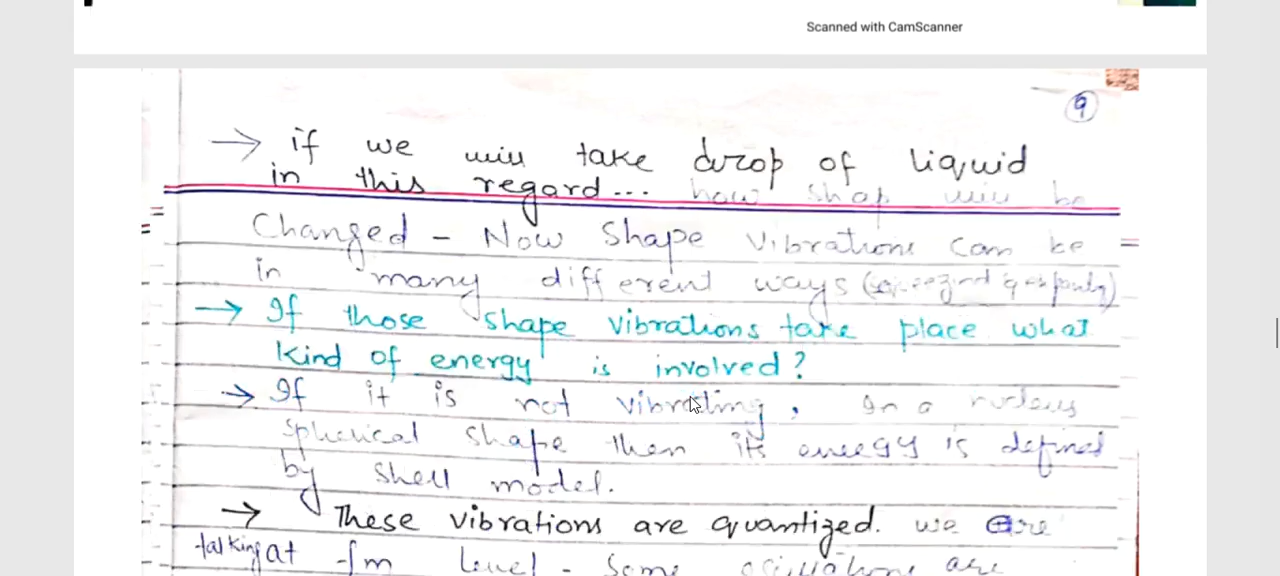 Scanned with CamScanner
9
→ if we will take drop of liquid
in this regard... how shap will be
Changed - Now shape vibrations can be
in many different ways (
→ If those shape vibrations take place what
kind of energy is involved?
→ If it is not vibrating, In a nucleus
spherical shape then its energy is defined
by shell model.
→ These vibrations are quantized. we are
talking at fm level - Some oscillations are